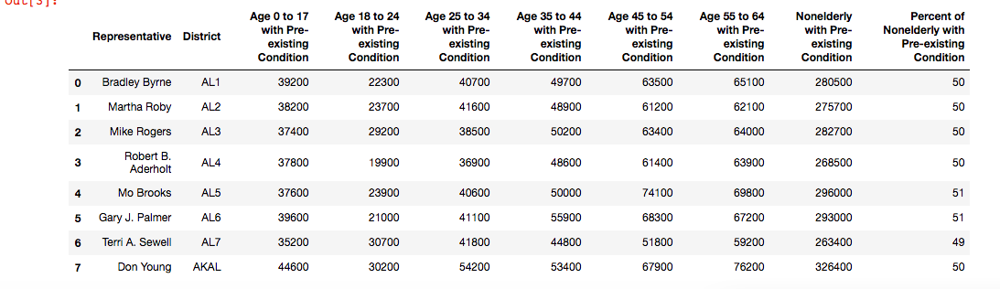 Out[3]:
Age 0 to 17 Age 18 to 24 Age 25 to 34 Age 35 to 44 Age 45 to 54 Age 55 to 64 Nonelderly Percent of
with Pre- with Pre- with Pre- with Pre- with Pre- with Pre- with Pre- Nonelderly with
Representative District existing existing existing existing existing existing existing Pre-existing
Condition Condition Condition Condition Condition Condition Condition Condition
0 Bradley Byrne AL1 39200 22300 40700 49700 63500 65100 280500 50
1 Martha Roby AL2 38200 23700 41600 48900 61200 62100 275700 50
2 Mike Rogers AL3 37400 29200 38500 50200 63400 64000 282700 50
3 Robert B.
Aderholt AL4 37800 19900 36900 48600 61400 63900 268500 50
4 Mo Brooks AL5 37600 23900 40600 50000 74100 69800 296000 51
5 Gary J. Palmer AL6 39600 21000 41100 55900 68300 67200 293000 51
6 Terri A. Sewell AL7 35200 30700 41800 44800 51800 59200 263400 49
7 Don Young AKAL 44600 30200 54200 53400 67900 76200 326400 50